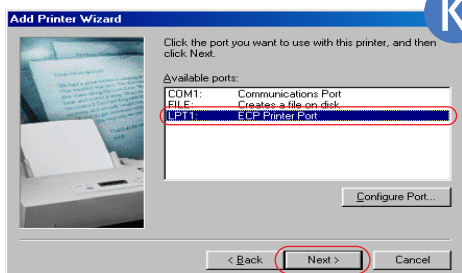 K
Add Printer Wizard
Click the port you want to use with this printer, and then
click Next.
Available ports:
COM1: Communications Port
FILE: Creates a file on disk
LPT1: ECP Printer Port
Configure Port...
< Back Next > Cancel